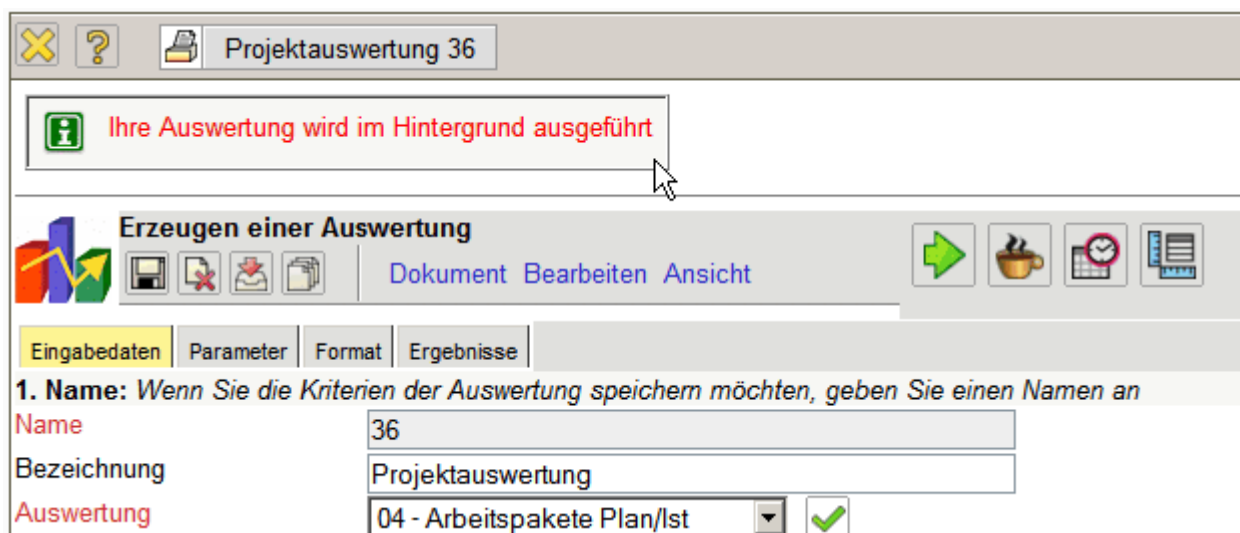 Projektauswertung 36
Ihre Auswertung wird im Hintergrund ausgeführt
Erzeugen einer Auswertung
Dokument Bearbeiten Ansicht
Eingabedaten Parameter Format Ergebnisse
1. Name: Wenn Sie die Kriterien der Auswertung speichern möchten, geben Sie einen Namen an
Name 36
Bezeichnung Projektauswertung
Auswertung 04 - Arbeitspakete Plan/Ist